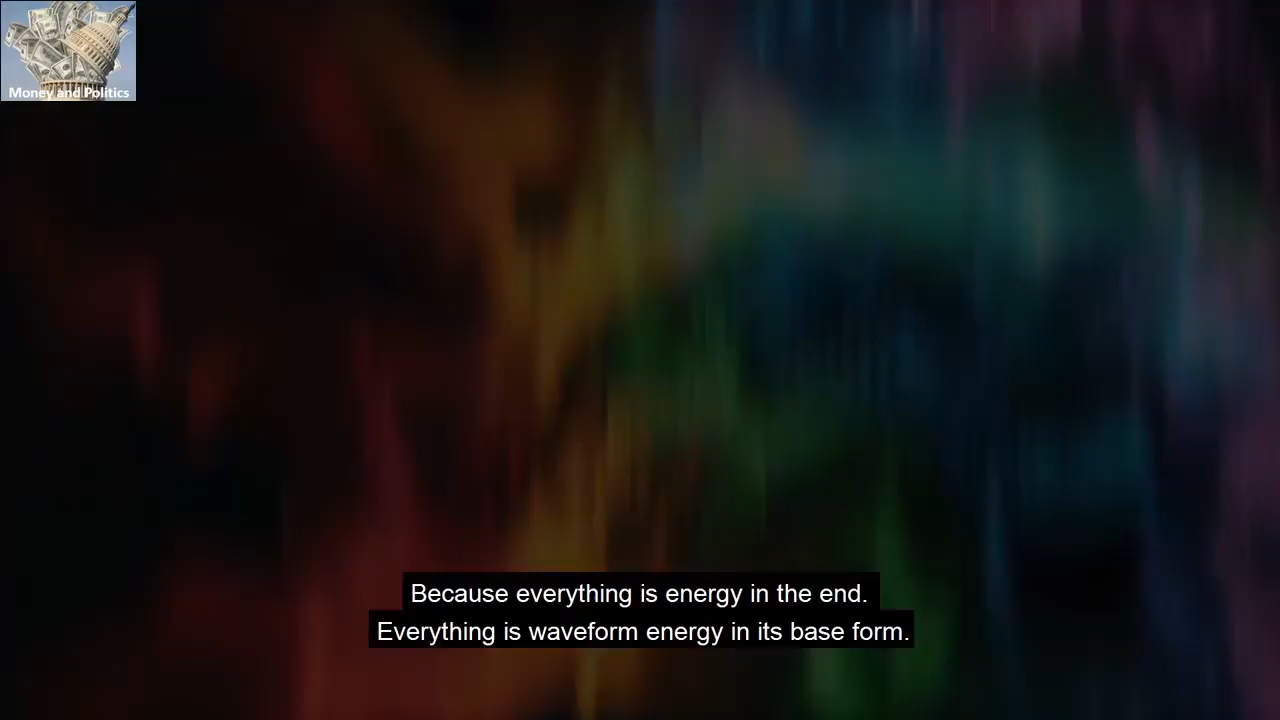 Money and Politics
Because everything is energy in the end.
Everything is waveform energy in its base form.